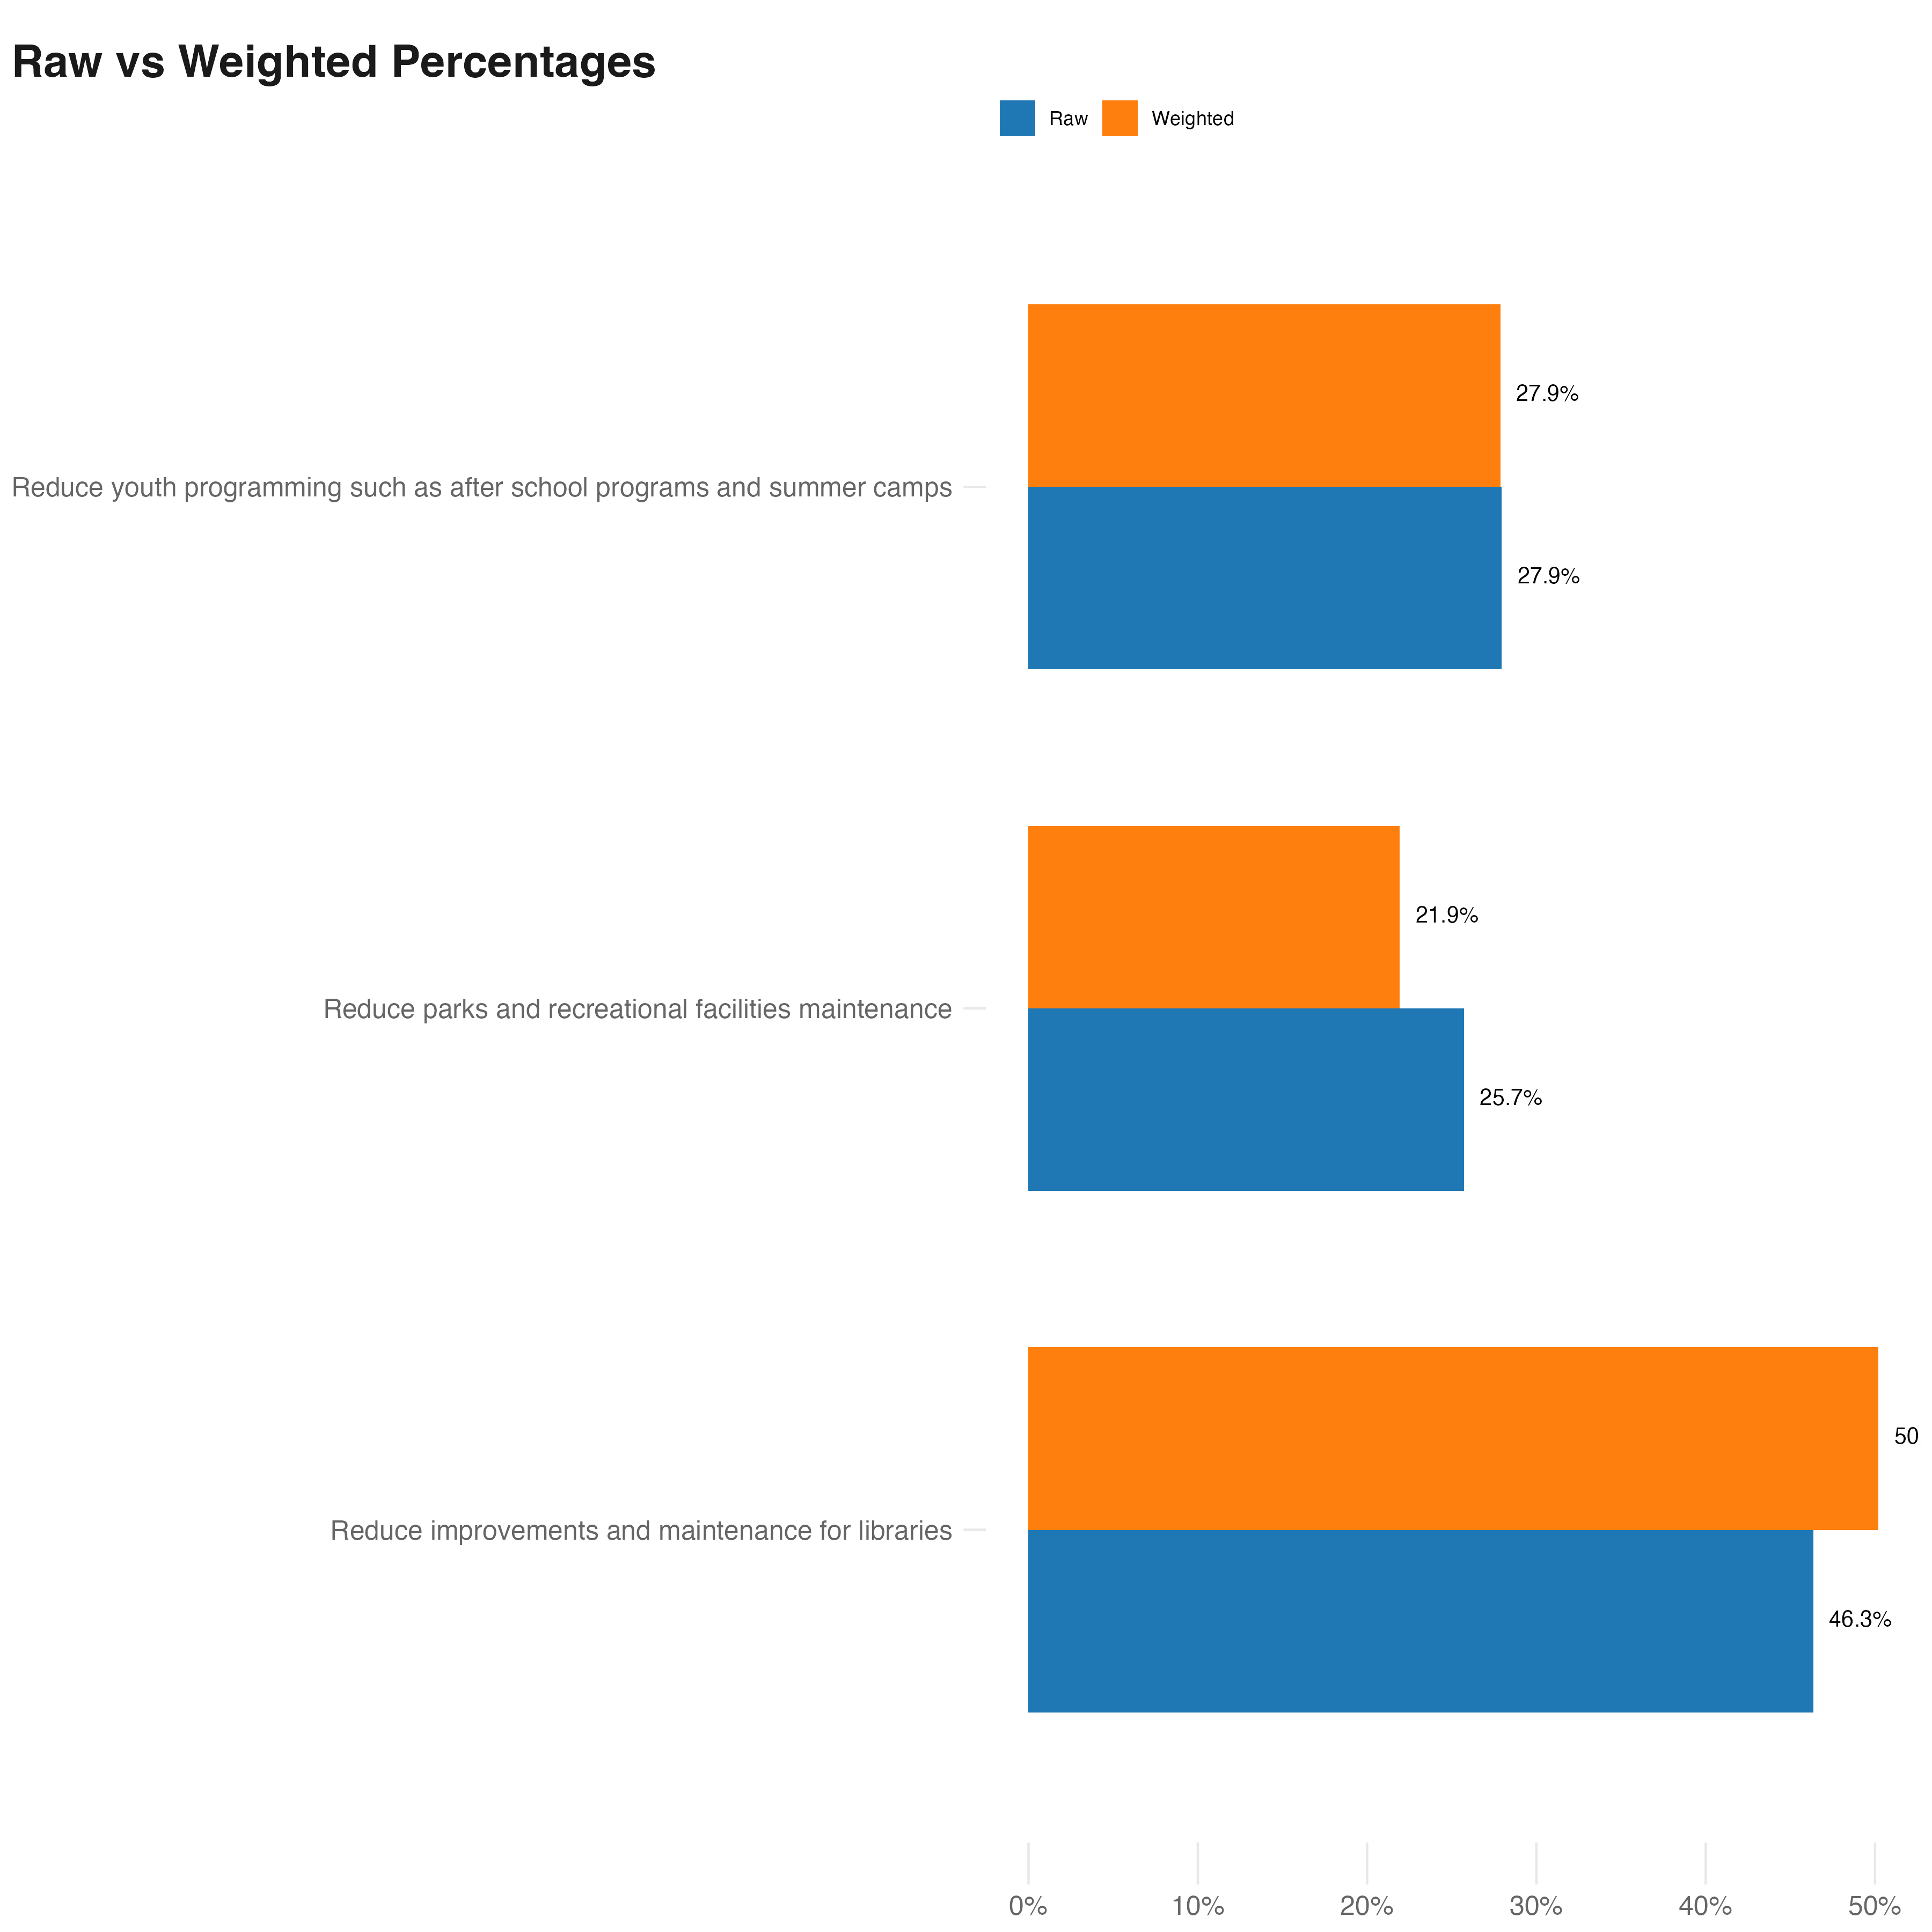 Raw vs Weighted Percentages
Raw Weighted
27.9%
Reduce youth programming such as after school programs and summer camps
27.9%
21.9%
Reduce parks and recreational facilities maintenance
25.7%
50.
Reduce improvements and maintenance for libraries
46.3%
0% 10% 20% 30% 40% 50%